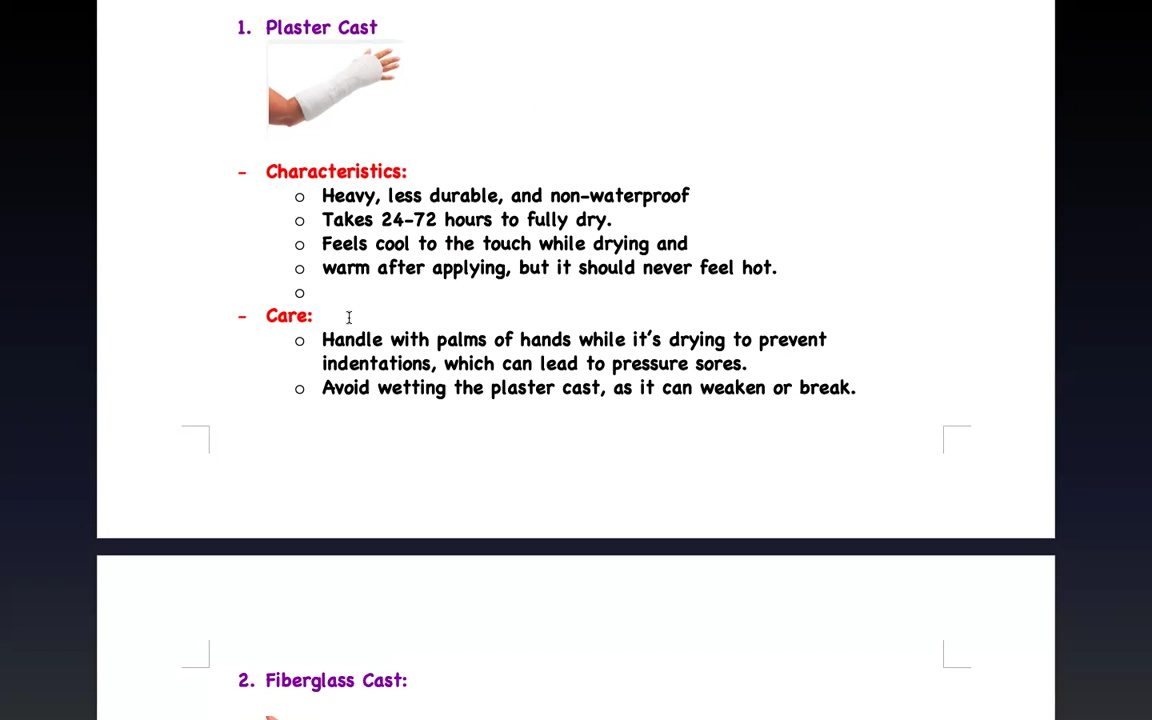 1. Plaster Cast
- Characteristics:
o Heavy, less durable, and non-waterproof
o Takes 24-72 hours to fully dry.
o Feels cool to the touch while drying and
o warm after applying, but it should never feel hot.
o
- Care:
o Handle with palms of hands while it's drying to prevent
indentations, which can lead to pressure sores.
o Avoid wetting the plaster cast, as it can weaken or break.
2. Fiberglass Cast: